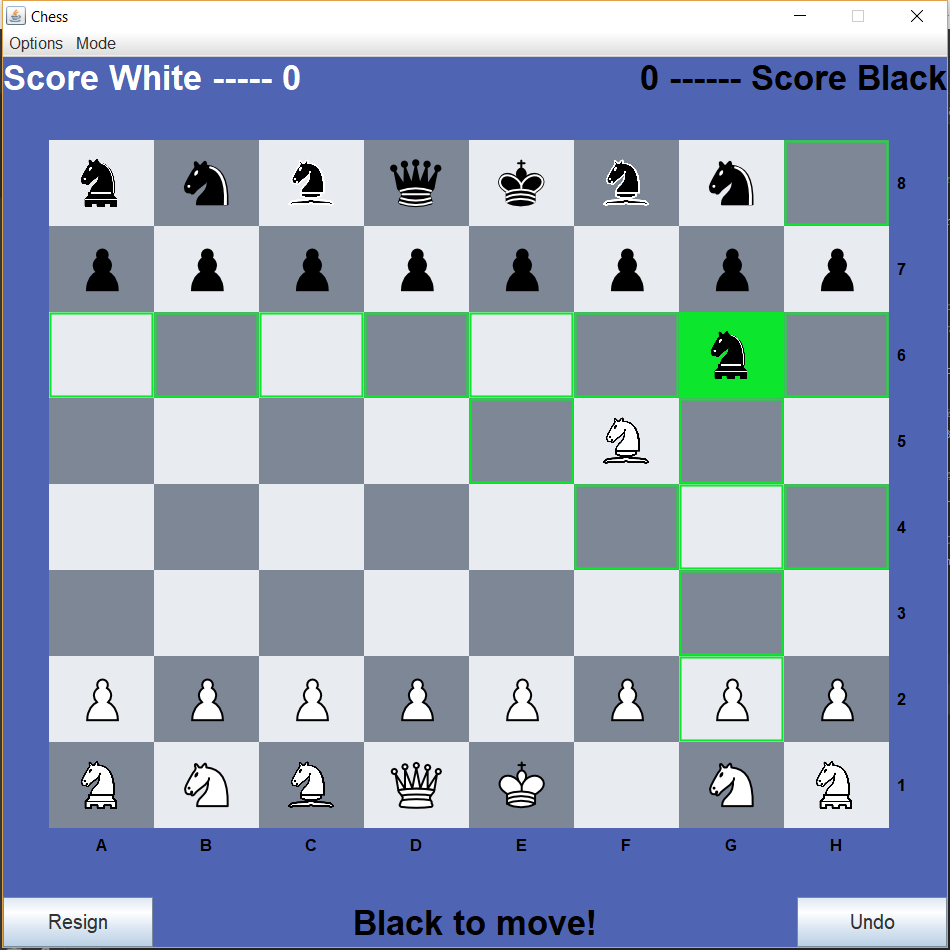 Chess
Options Mode
Score White ----- 0
0 ------ Score Black
8
7
6
5
4
3
2
1
A B C D E F G H
Resign
Black to move!
Undo